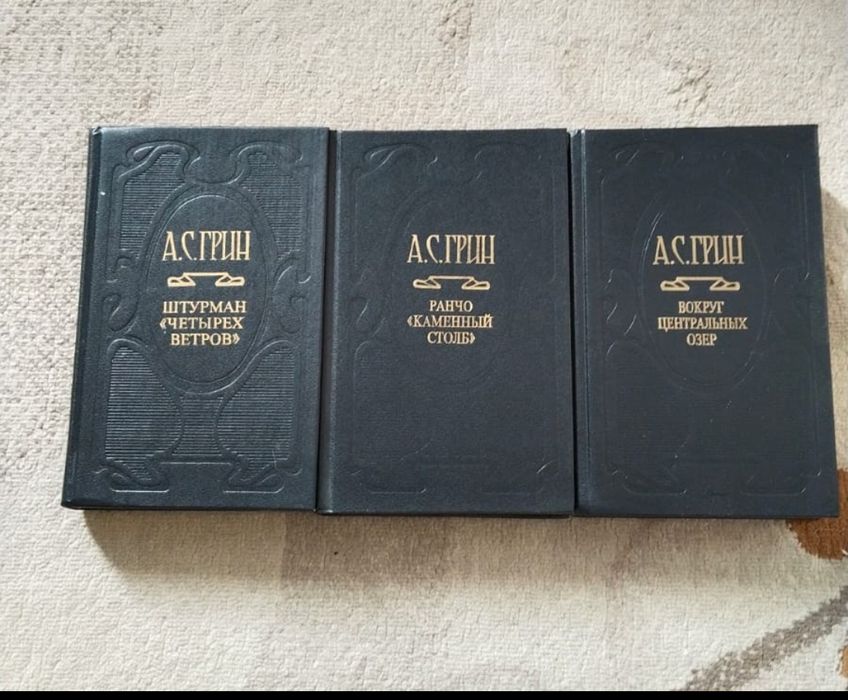 А.С.ГРИН
ШТУРМАН
«ЧЕТЫРЕХ
ВЕТРОВ»
А.С.ГРИН
РАНЧО
«КАМЕННЫЙ
СТОЛБ»
А.С.ГРИН
ВОКРУГ
ЦЕНТРАЛЬНЫХ
ОЗЕР